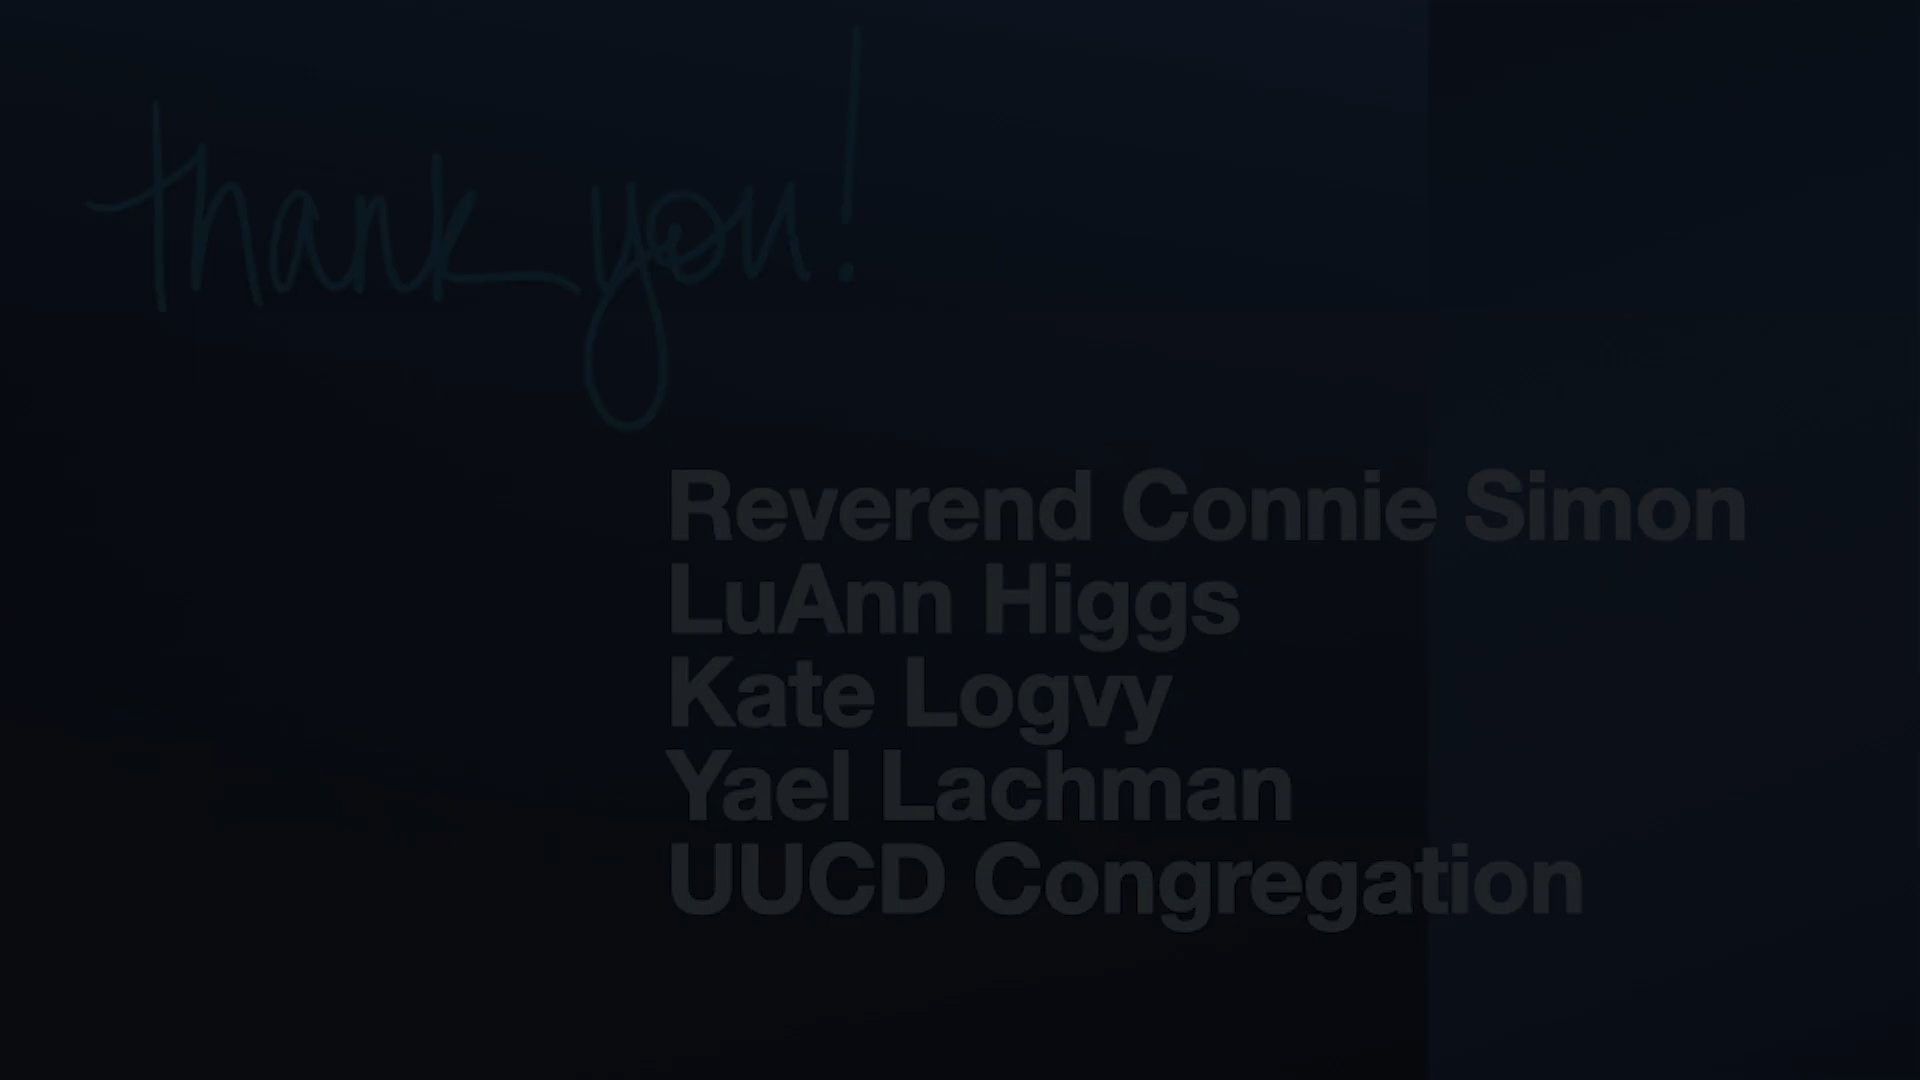 thank you!
Reverend Connie Simon
LuAnn Higgs
Kate Logvy
Yael Lachman
UUCD Congregation